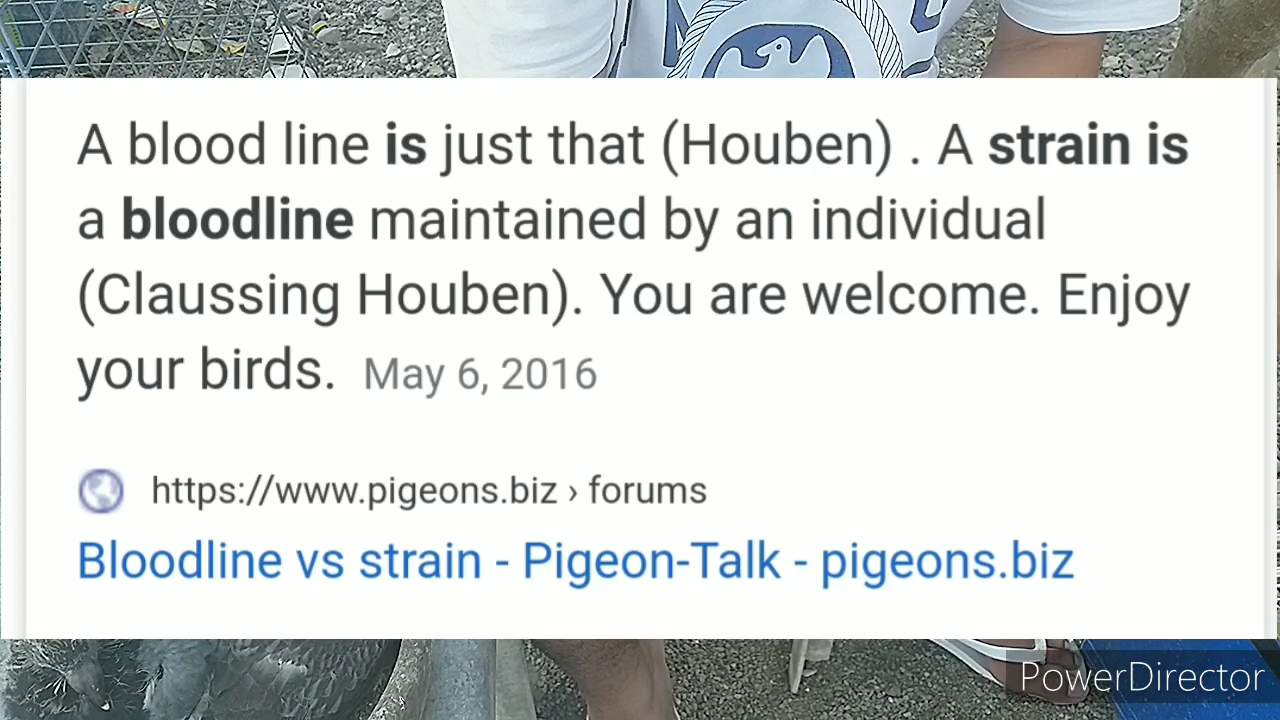 A blood line is just that (Houben) . A strain is
a bloodline maintained by an individual
(Claussing Houben). You are welcome. Enjoy
your birds. May 6, 2016
https://www.pigeons.biz › forums
Bloodline vs strain - Pigeon-Talk - pigeons.biz
PowerDirector